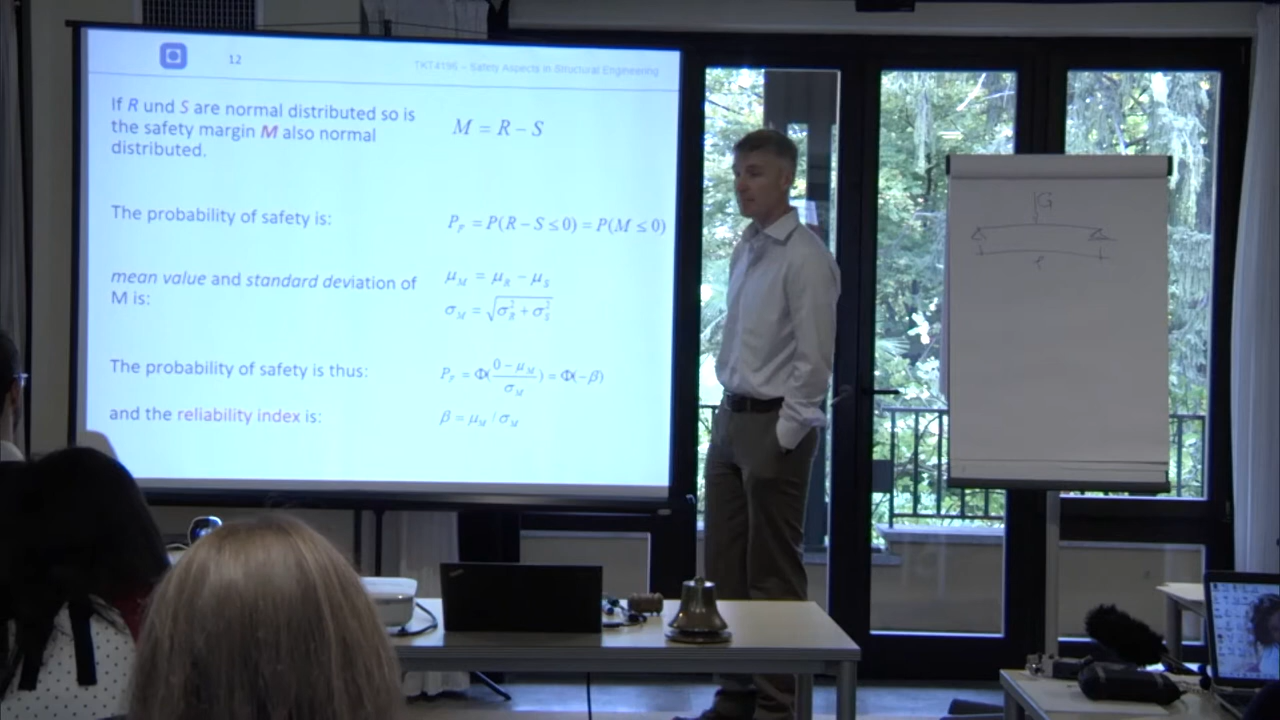 12
TKT4196 – Safety Aspects in Structural Engineering
If R und S are normal distributed so is
the safety margin M also normal
distributed.
M = R − S
The probability of safety is:
P_F = P(R − S ≤ 0) = P(M ≤ 0)
mean value and standard deviation of
M is:
μ_M = μ_R − μ_S
σ_M = √(σ_R² + σ_S²)
The probability of safety is thus:
P_F = Φ((0 − μ_M)/σ_M) = Φ(−β)
and the reliability index is:
β = μ_M / σ_M
G